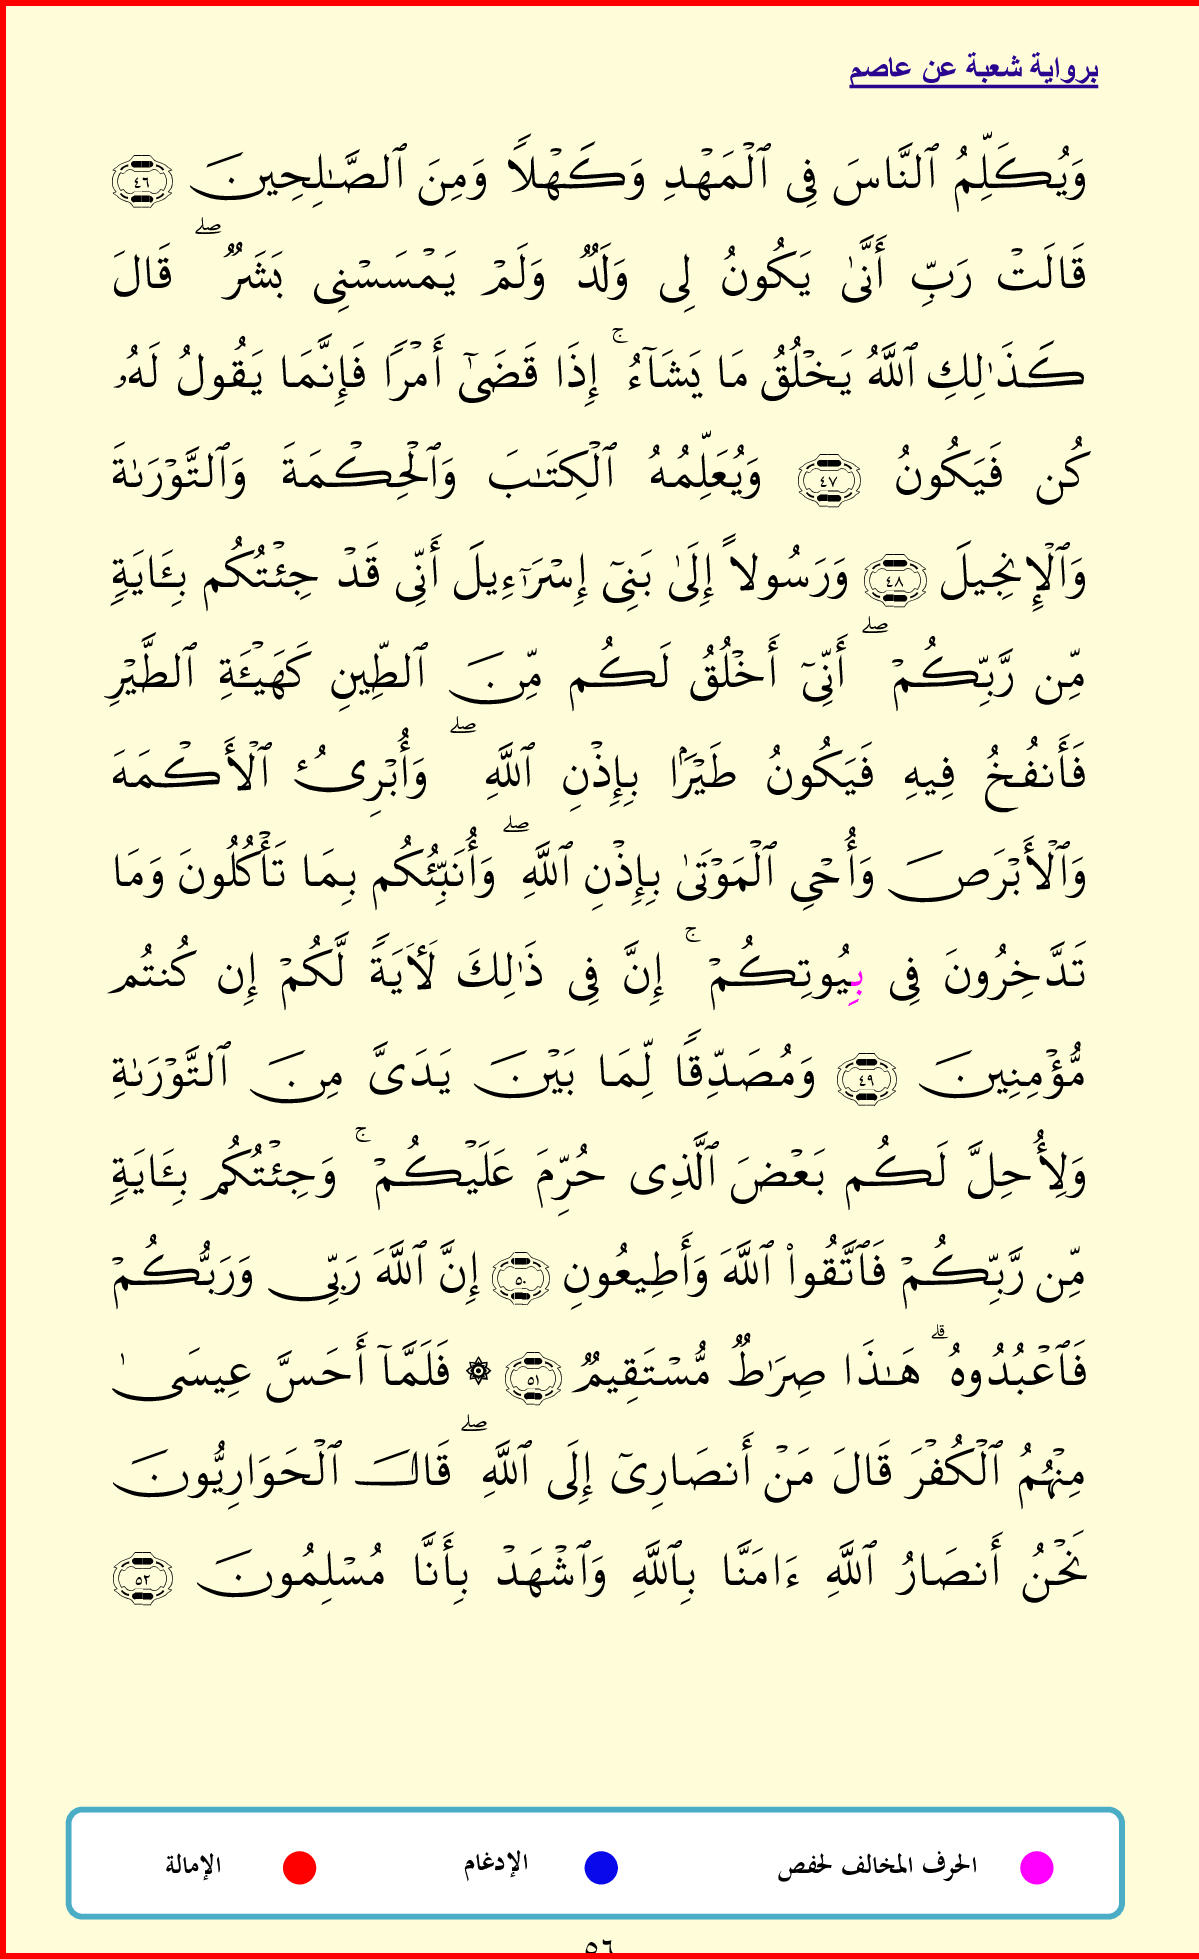 برواية شعبة عن عاصم
وَيُكَلِّمُ ٱلنَّاسَ فِى ٱلْمَهْدِ وَكَهْلًا وَمِنَ ٱلصَّـٰلِحِينَ ٤٦
قَالَتْ رَبِّ أَنَّىٰ يَكُونُ لِى وَلَدٌ وَلَمْ يَمْسَسْنِى بَشَرٌ ۖ قَالَ
كَذَٰلِكِ ٱللَّهُ يَخْلُقُ مَا يَشَآءُ ۚ إِذَا قَضَىٰٓ أَمْرًا فَإِنَّمَا يَقُولُ لَهُۥ
كُن فَيَكُونُ ٤٧ وَيُعَلِّمُهُ ٱلْكِتَـٰبَ وَٱلْحِكْمَةَ وَٱلتَّوْرَىٰةَ
وَٱلْإِنجِيلَ ٤٨ وَرَسُولًا إِلَىٰ بَنِىٓ إِسْرَٰٓءِيلَ أَنِّى قَدْ جِئْتُكُم بِـَٔايَةٍ
مِّن رَّبِّكُمْ ۖ أَنِّىٓ أَخْلُقُ لَكُم مِّنَ ٱلطِّينِ كَهَيْـَٔةِ ٱلطَّيْرِ
فَأَنفُخُ فِيهِ فَيَكُونُ طَيْرًۢا بِإِذْنِ ٱللَّهِ ۖ وَأُبْرِئُ ٱلْأَكْمَهَ
وَٱلْأَبْرَصَ وَأُحْىِ ٱلْمَوْتَىٰ بِإِذْنِ ٱللَّهِ ۖ وَأُنَبِّئُكُم بِمَا تَأْكُلُونَ وَمَا
تَدَّخِرُونَ فِى بِيُوتِكُمْ ۚ إِنَّ فِى ذَٰلِكَ لَـَٔايَةً لَّكُمْ إِن كُنتُم
مُّؤْمِنِينَ ٤٩ وَمُصَدِّقًا لِّمَا بَيْنَ يَدَىَّ مِنَ ٱلتَّوْرَىٰةِ
وَلِأُحِلَّ لَكُم بَعْضَ ٱلَّذِى حُرِّمَ عَلَيْكُمْ ۚ وَجِئْتُكُم بِـَٔايَةٍ
مِّن رَّبِّكُمْ فَٱتَّقُوا۟ ٱللَّهَ وَأَطِيعُونِ ٥٠ إِنَّ ٱللَّهَ رَبِّى وَرَبُّكُمْ
فَٱعْبُدُوهُ ۗ هَـٰذَا صِرَٰطٌ مُّسْتَقِيمٌ ٥١ ۞ فَلَمَّآ أَحَسَّ عِيسَىٰ
مِنْهُمُ ٱلْكُفْرَ قَالَ مَنْ أَنصَارِىٓ إِلَى ٱللَّهِ ۖ قَالَ ٱلْحَوَارِيُّونَ
نَحْنُ أَنصَارُ ٱللَّهِ ءَامَنَّا بِٱللَّهِ وَٱشْهَدْ بِأَنَّا مُسْلِمُونَ ٥٢
الحرف المخالف لحفص الإدغام الإمالة
٥٦